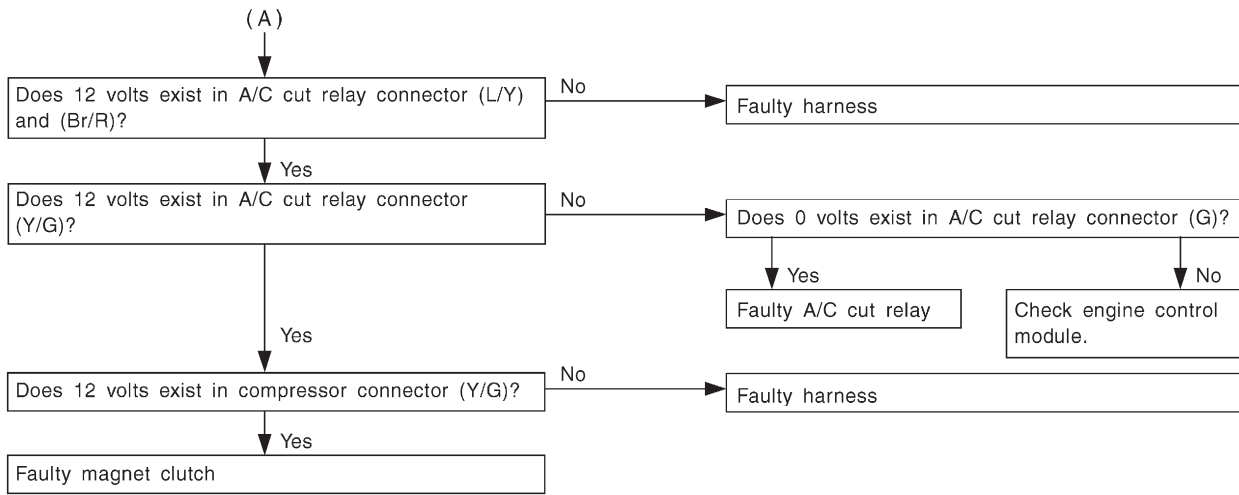 (A)
Does 12 volts exist in A/C cut relay connector (L/Y)
and (Br/R)?
No
Faulty harness
Yes
Does 12 volts exist in A/C cut relay connector
(Y/G)?
No
Does 0 volts exist in A/C cut relay connector (G)?
Yes
No
Faulty A/C cut relay
Check engine control
module.
Yes
Does 12 volts exist in compressor connector (Y/G)?
No
Faulty harness
Yes
Faulty magnet clutch